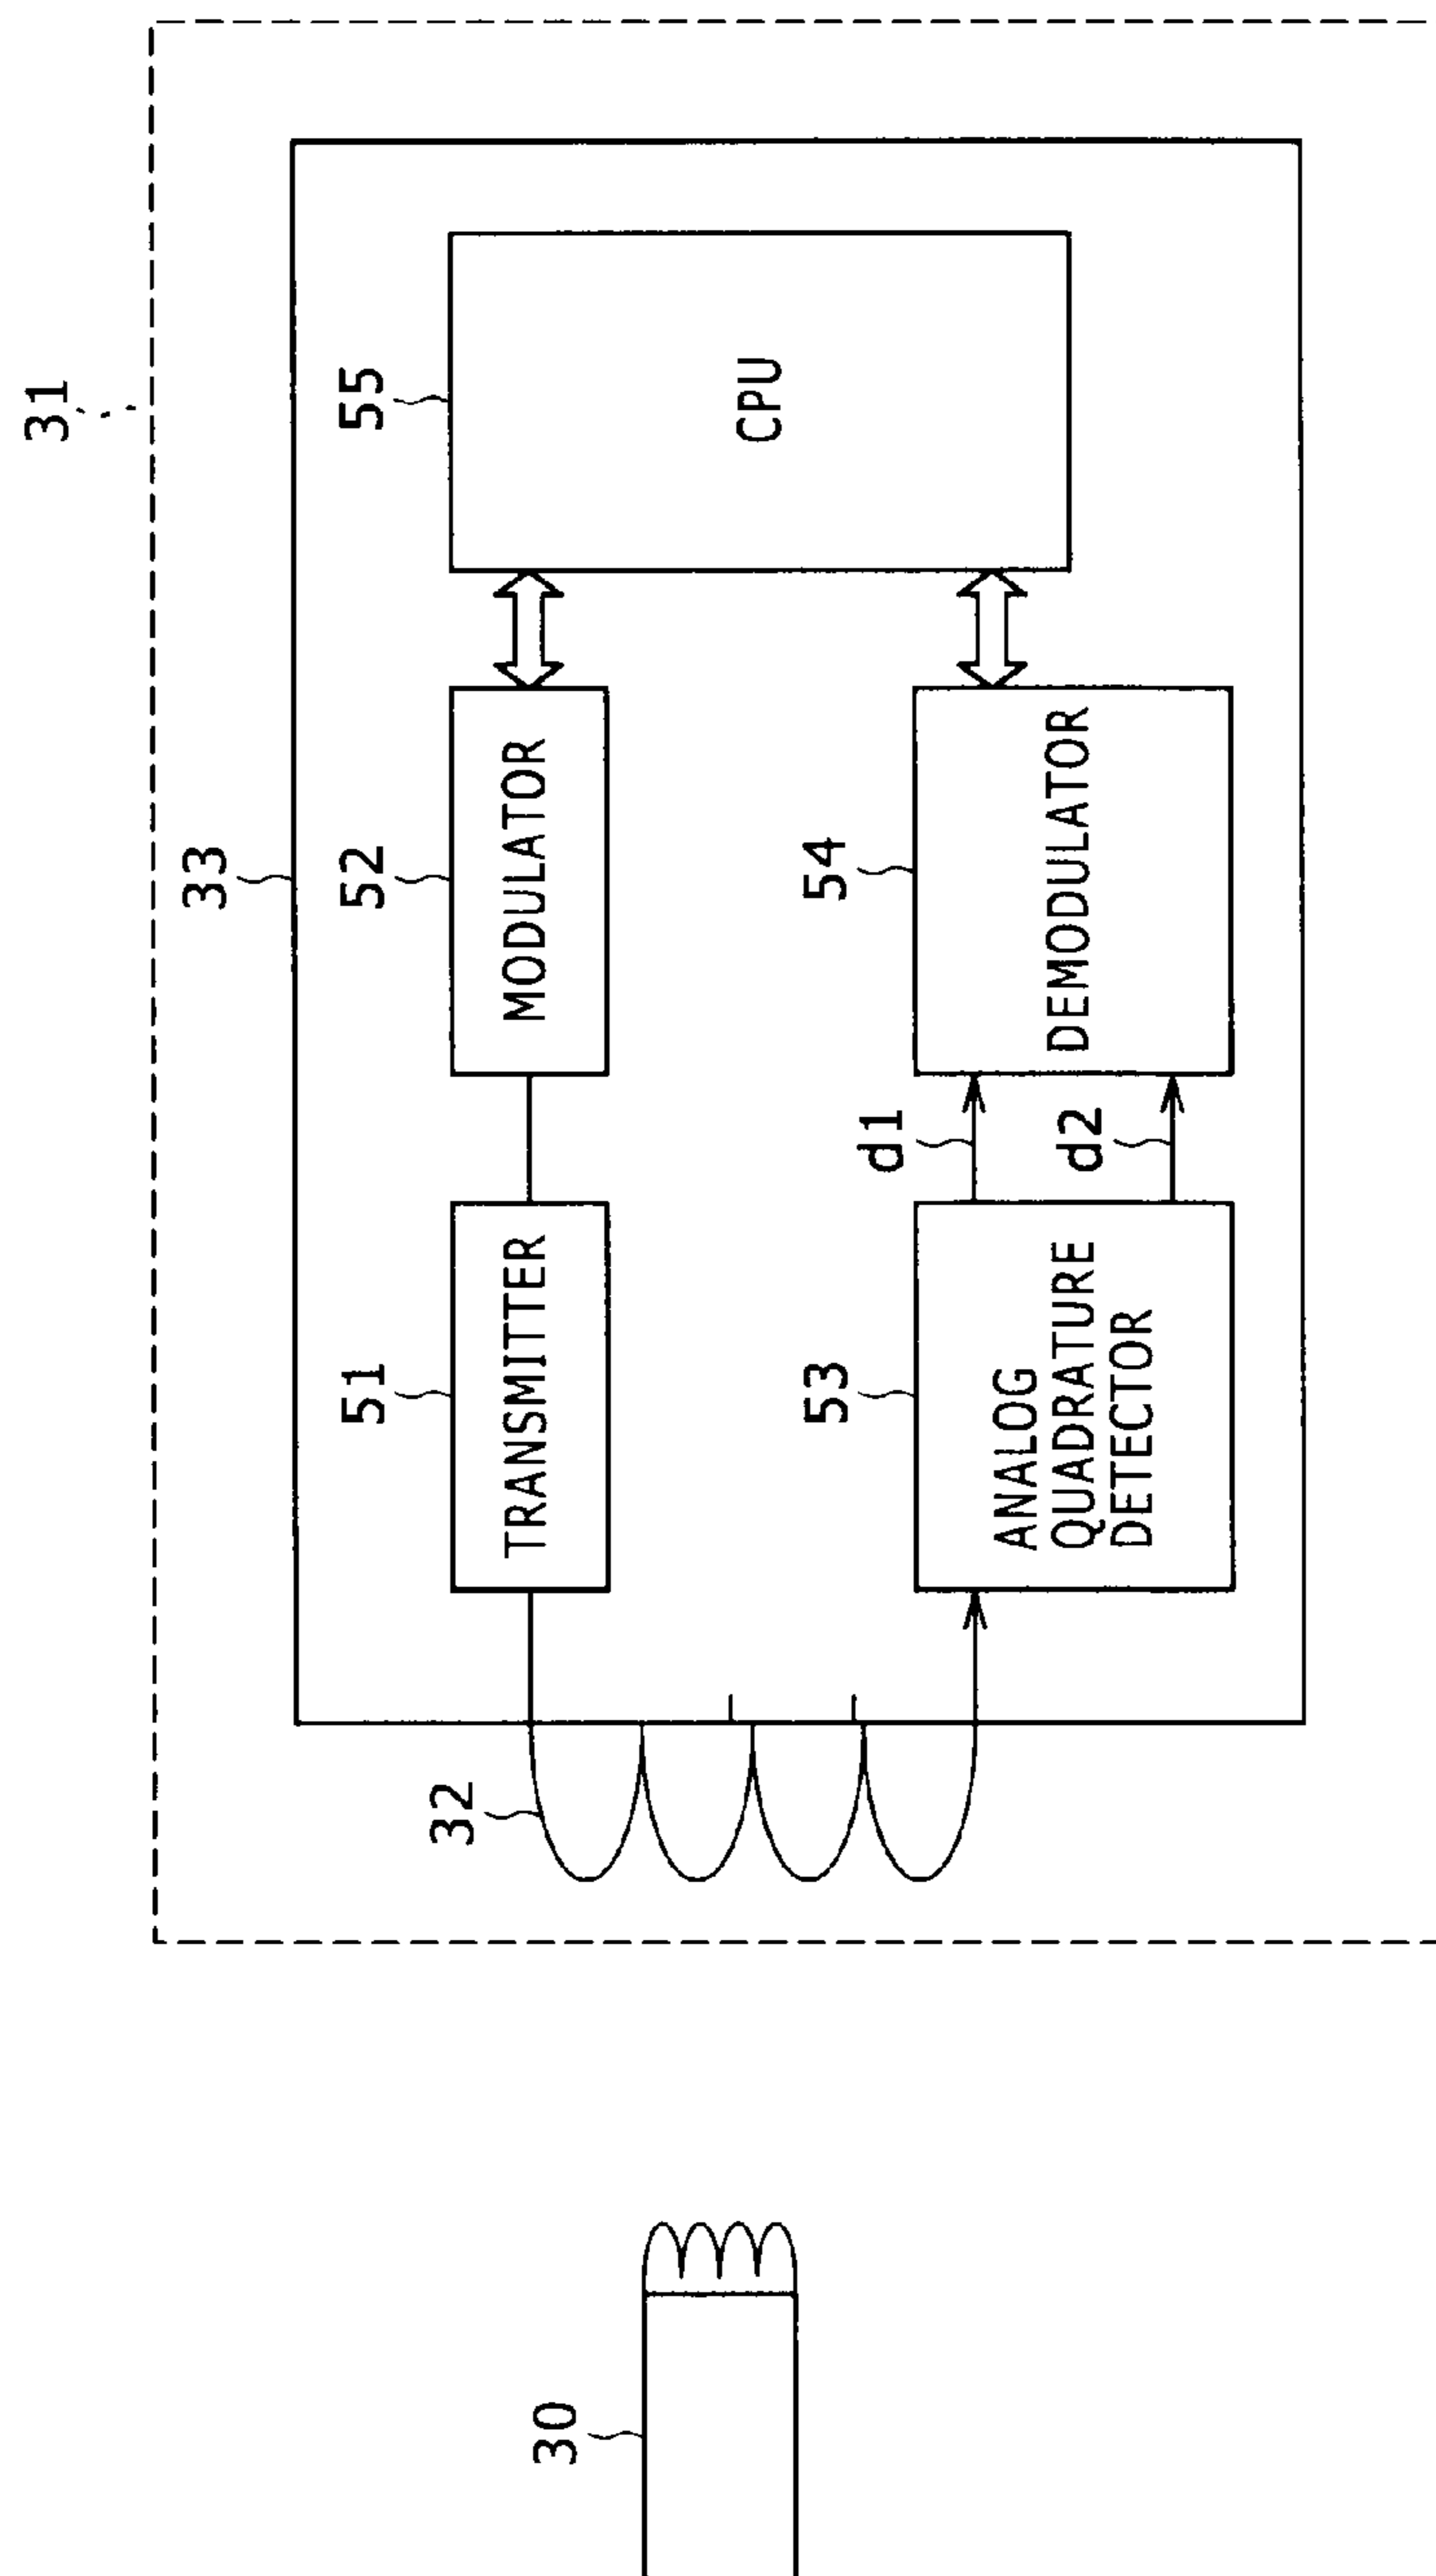 31
33
30
32
51
TRANSMITTER
52
MODULATOR
55
CPU
53
ANALOG
QUADRATURE
DETECTOR
d1
d2
54
DEMODULATOR